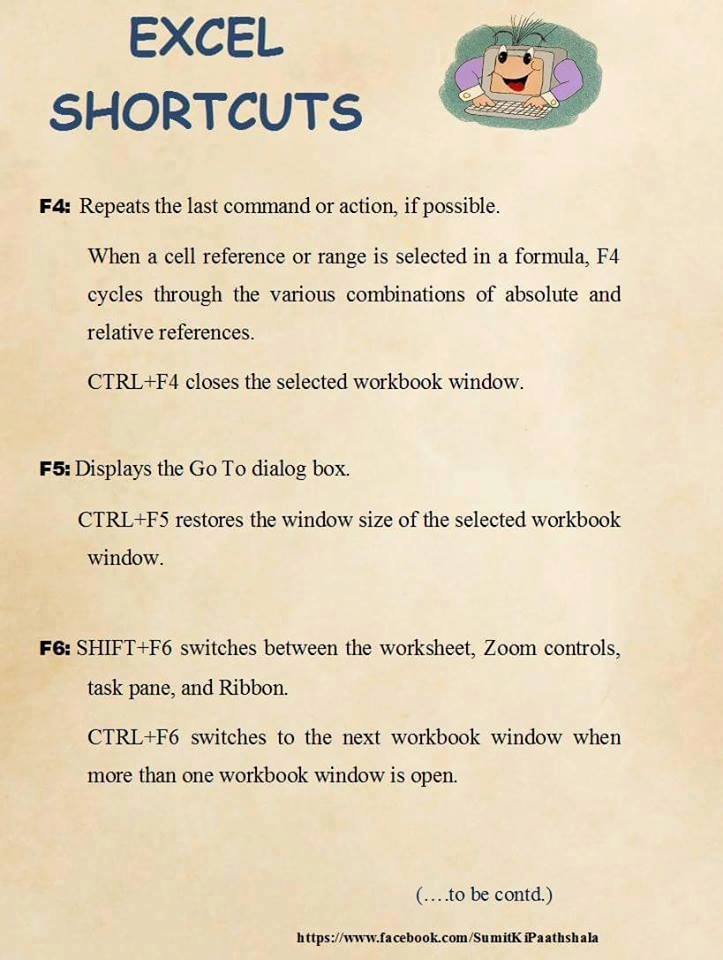 EXCEL
SHORTCUTS
F4: Repeats the last command or action, if possible.
When a cell reference or range is selected in a formula, F4
cycles through the various combinations of absolute and
relative references.
CTRL+F4 closes the selected workbook window.
F5: Displays the Go To dialog box.
CTRL+F5 restores the window size of the selected workbook
window.
F6: SHIFT+F6 switches between the worksheet, Zoom controls,
task pane, and Ribbon.
CTRL+F6 switches to the next workbook window when
more than one workbook window is open.
(....to be contd.)
https://www.facebook.com/SumitKiPaathshala